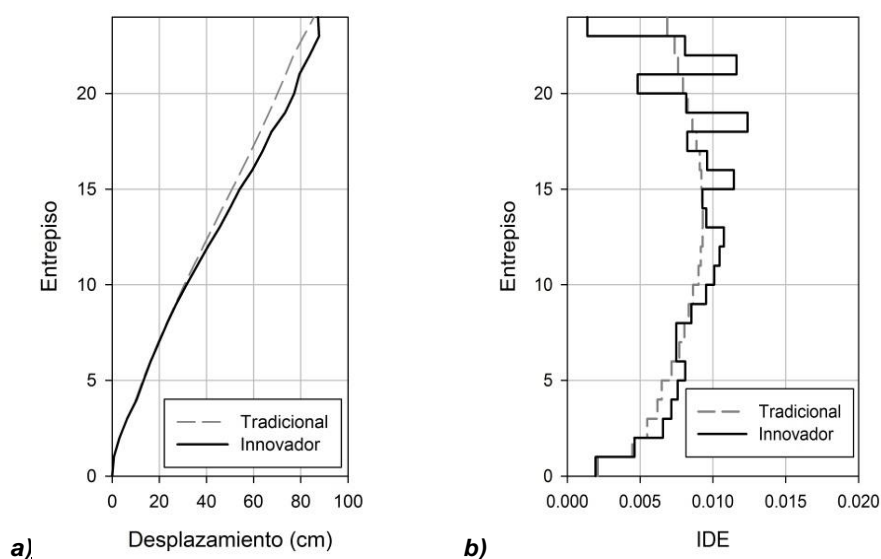 Entrepiso
20
15
10
5
0
Tradicional
Innovador
0 20 40 60 80 100
Desplazamiento (cm)
a)
Entrepiso
20
15
10
5
0
Tradicional
Innovador
0.000 0.005 0.010 0.015 0.020
IDE
b)